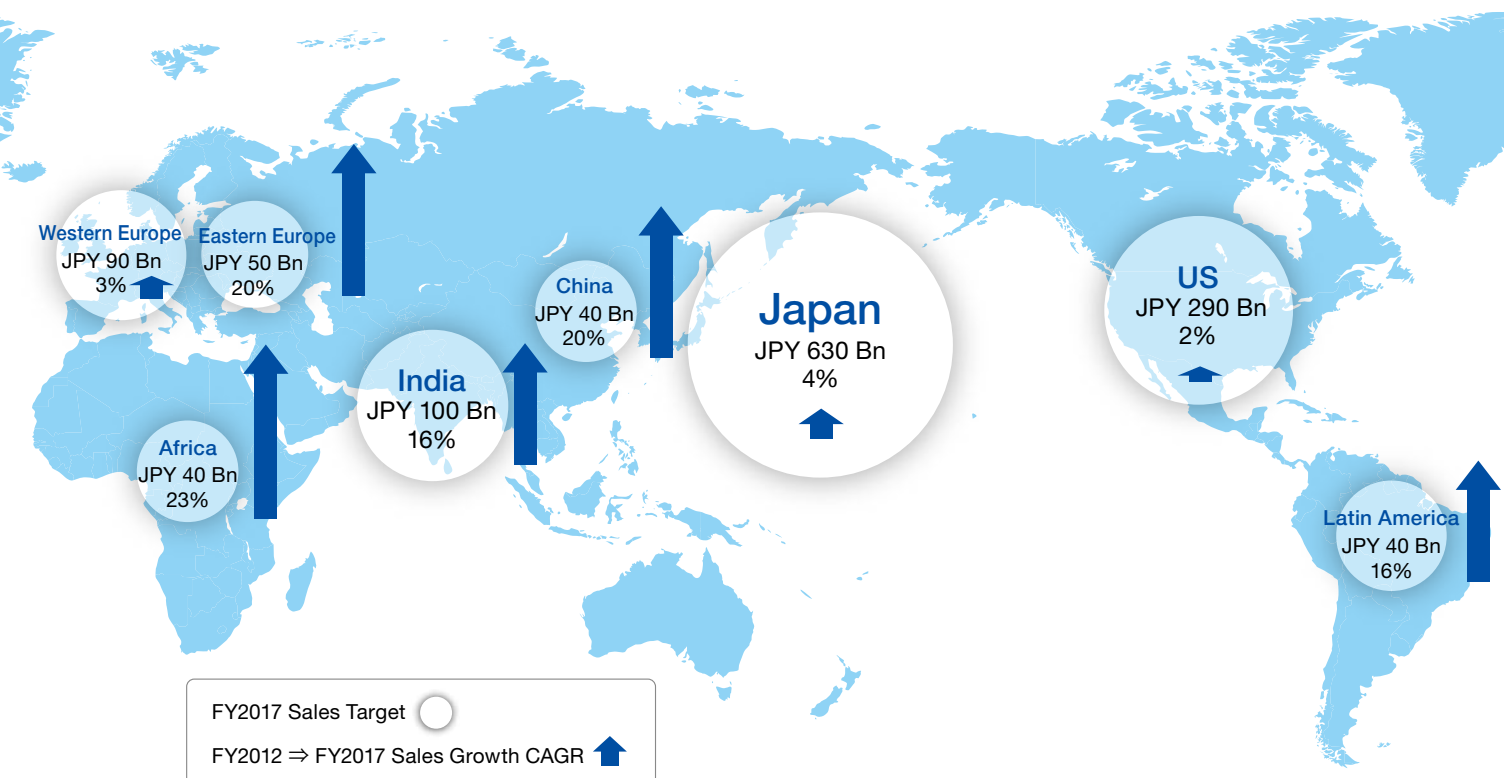 Western Europe
JPY 90 Bn
3%
Eastern Europe
JPY 50 Bn
20%
China
JPY 40 Bn
20%
Japan
JPY 630 Bn
4%
US
JPY 290 Bn
2%
India
JPY 100 Bn
16%
Africa
JPY 40 Bn
23%
Latin America
JPY 40 Bn
16%
FY2017 Sales Target
FY2012 ⇒ FY2017 Sales Growth CAGR